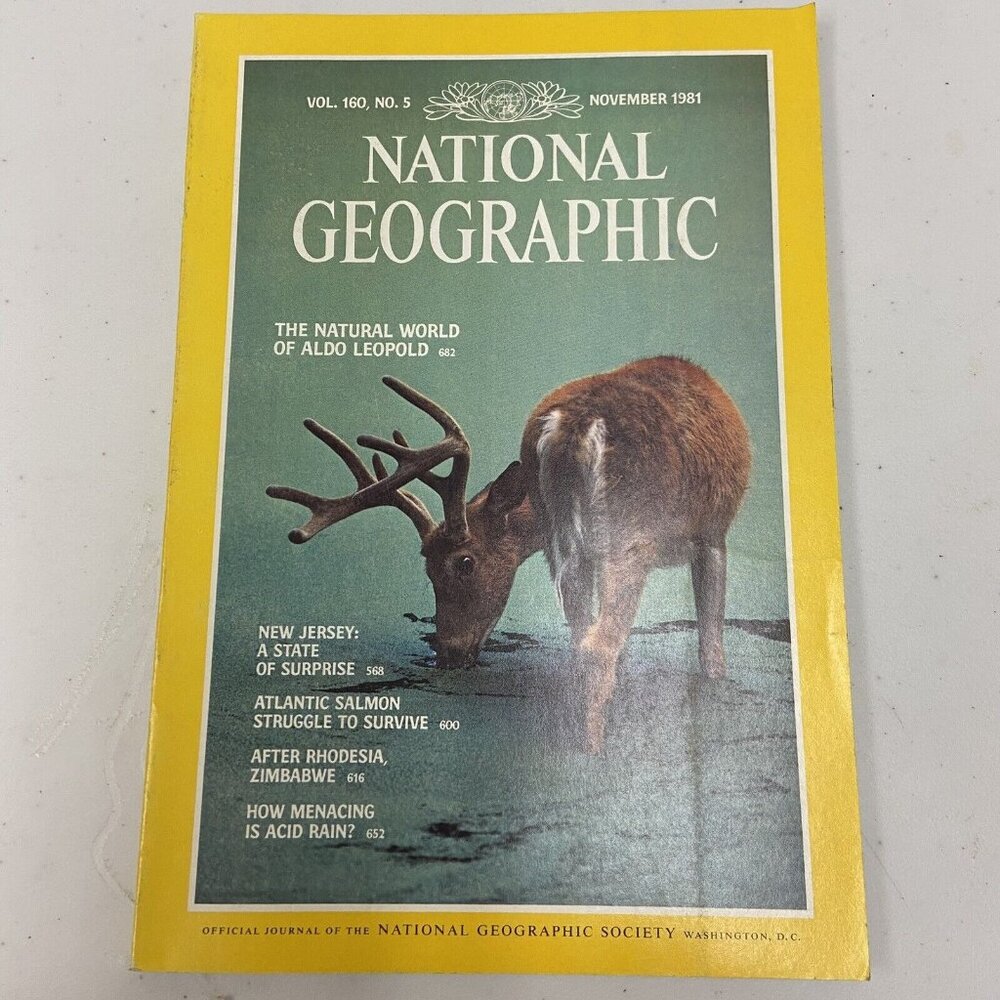 VOL. 160, NO. 5 NOVEMBER 1981
NATIONAL
GEOGRAPHIC
THE NATURAL WORLD
OF ALDO LEOPOLD 682
NEW JERSEY:
A STATE
OF SURPRISE 568
ATLANTIC SALMON
STRUGGLE TO SURVIVE 600
AFTER RHODESIA,
ZIMBABWE 616
HOW MENACING
IS ACID RAIN? 652
OFFICIAL JOURNAL OF THE NATIONAL GEOGRAPHIC SOCIETY WASHINGTON, D.C.